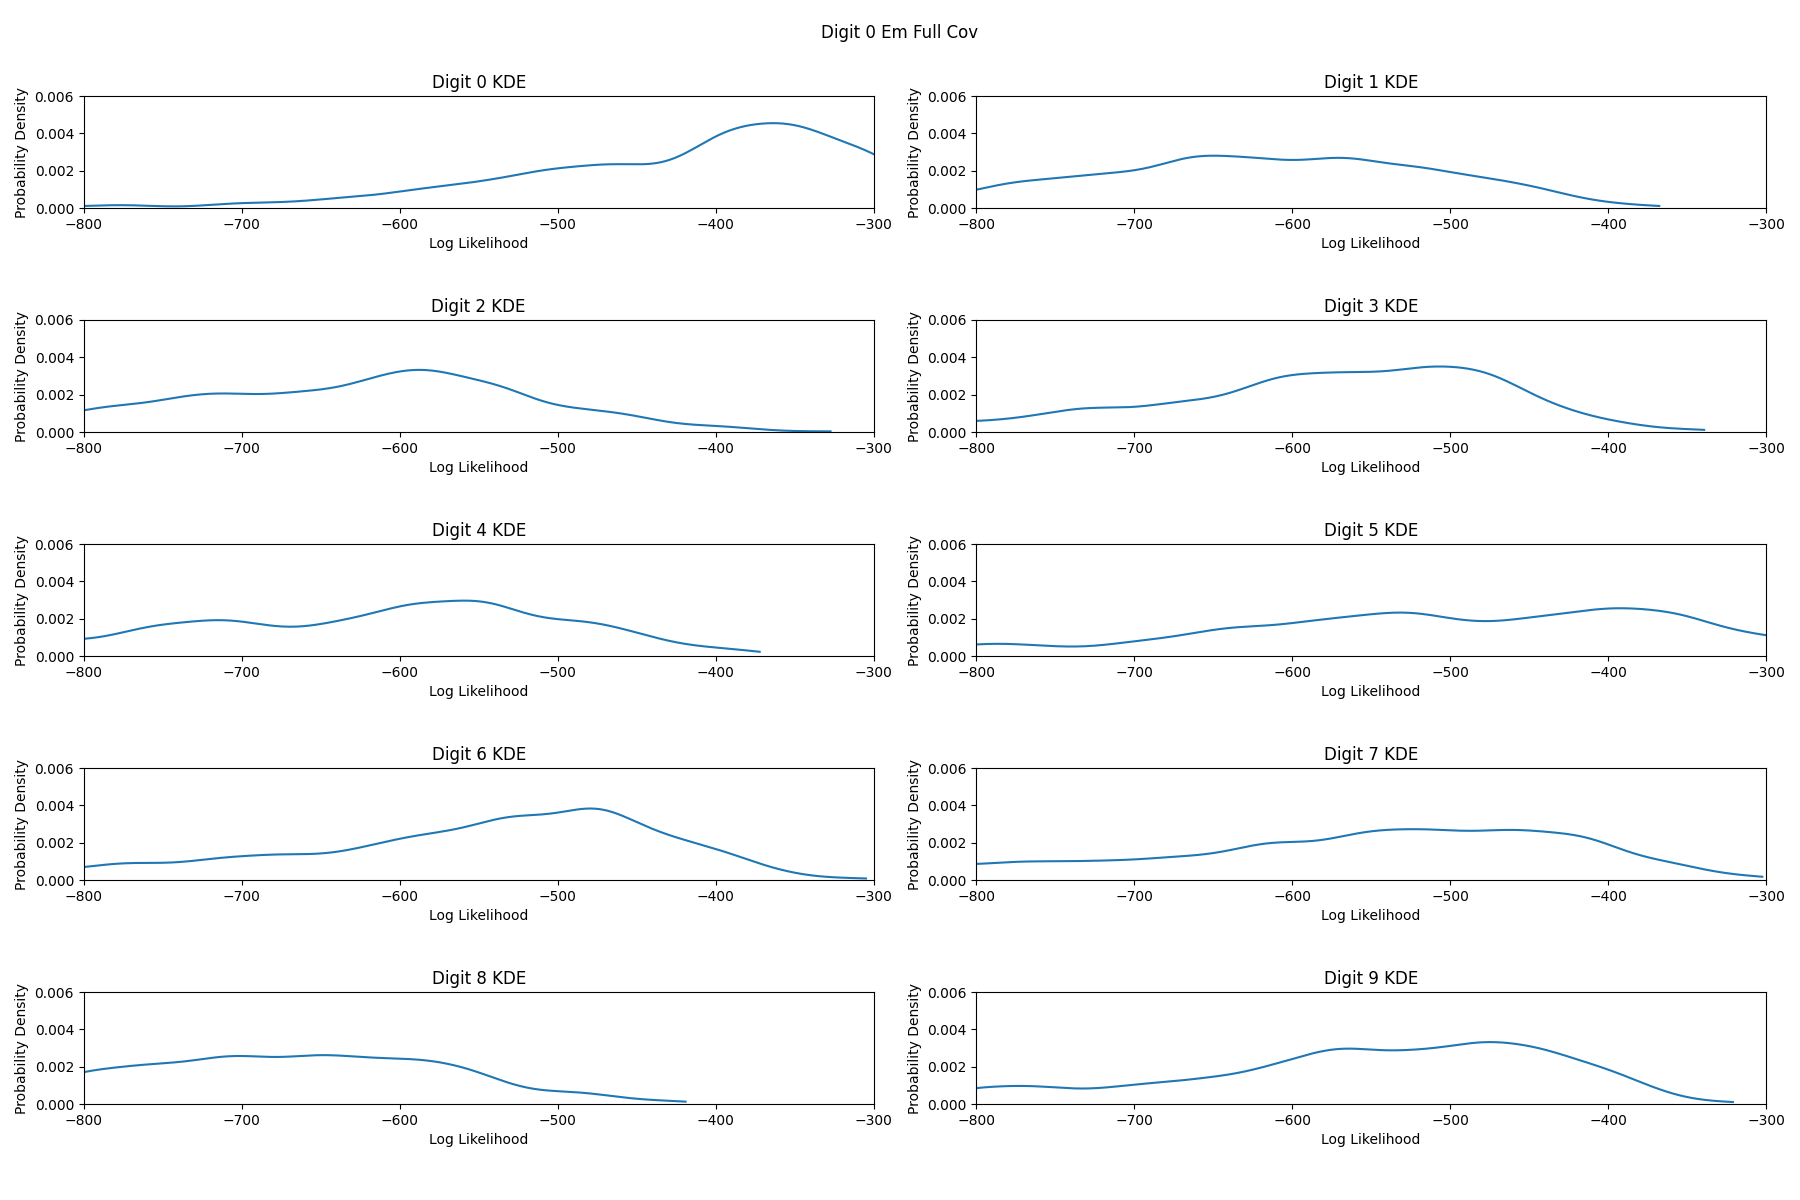 Digit 0 Em Full Cov
Digit 0 KDE
Probability Density
0.006
0.004
0.002
0.000
−800 −700 −600 −500 −400 −300
Log Likelihood
Digit 1 KDE
Probability Density
0.006
0.004
0.002
0.000
−800 −700 −600 −500 −400 −300
Log Likelihood
Digit 2 KDE
Probability Density
0.006
0.004
0.002
0.000
−800 −700 −600 −500 −400 −300
Log Likelihood
Digit 3 KDE
Probability Density
0.006
0.004
0.002
0.000
−800 −700 −600 −500 −400 −300
Log Likelihood
Digit 4 KDE
Probability Density
0.006
0.004
0.002
0.000
−800 −700 −600 −500 −400 −300
Log Likelihood
Digit 5 KDE
Probability Density
0.006
0.004
0.002
0.000
−800 −700 −600 −500 −400 −300
Log Likelihood
Digit 6 KDE
Probability Density
0.006
0.004
0.002
0.000
−800 −700 −600 −500 −400 −300
Log Likelihood
Digit 7 KDE
Probability Density
0.006
0.004
0.002
0.000
−800 −700 −600 −500 −400 −300
Log Likelihood
Digit 8 KDE
Probability Density
0.006
0.004
0.002
0.000
−800 −700 −600 −500 −400 −300
Log Likelihood
Digit 9 KDE
Probability Density
0.006
0.004
0.002
0.000
−800 −700 −600 −500 −400 −300
Log Likelihood